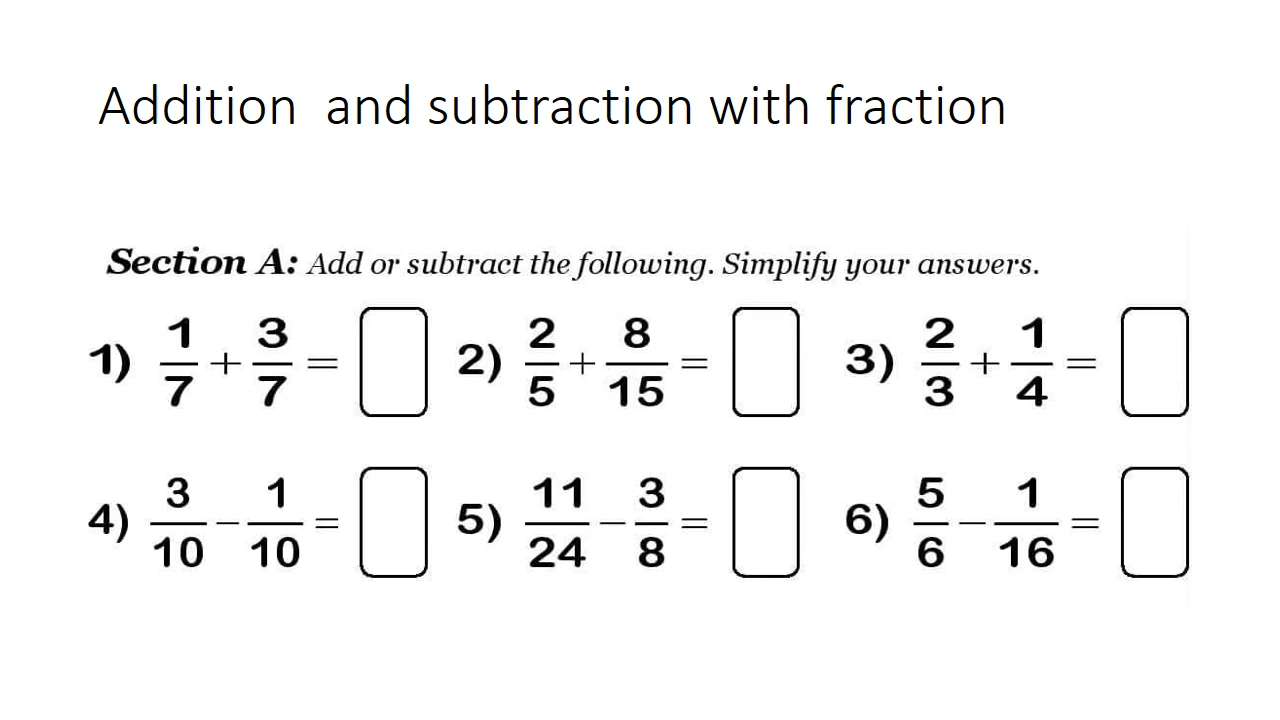 Addition  and subtraction with fraction
Section A: Add or subtract the following. Simplify your answers.
1) 1/7 + 3/7 = 2) 2/5 + 8/15 = 3) 2/3 + 1/4 =
4) 3/10 − 1/10 = 5) 11/24 − 3/8 = 6) 5/6 − 1/16 =